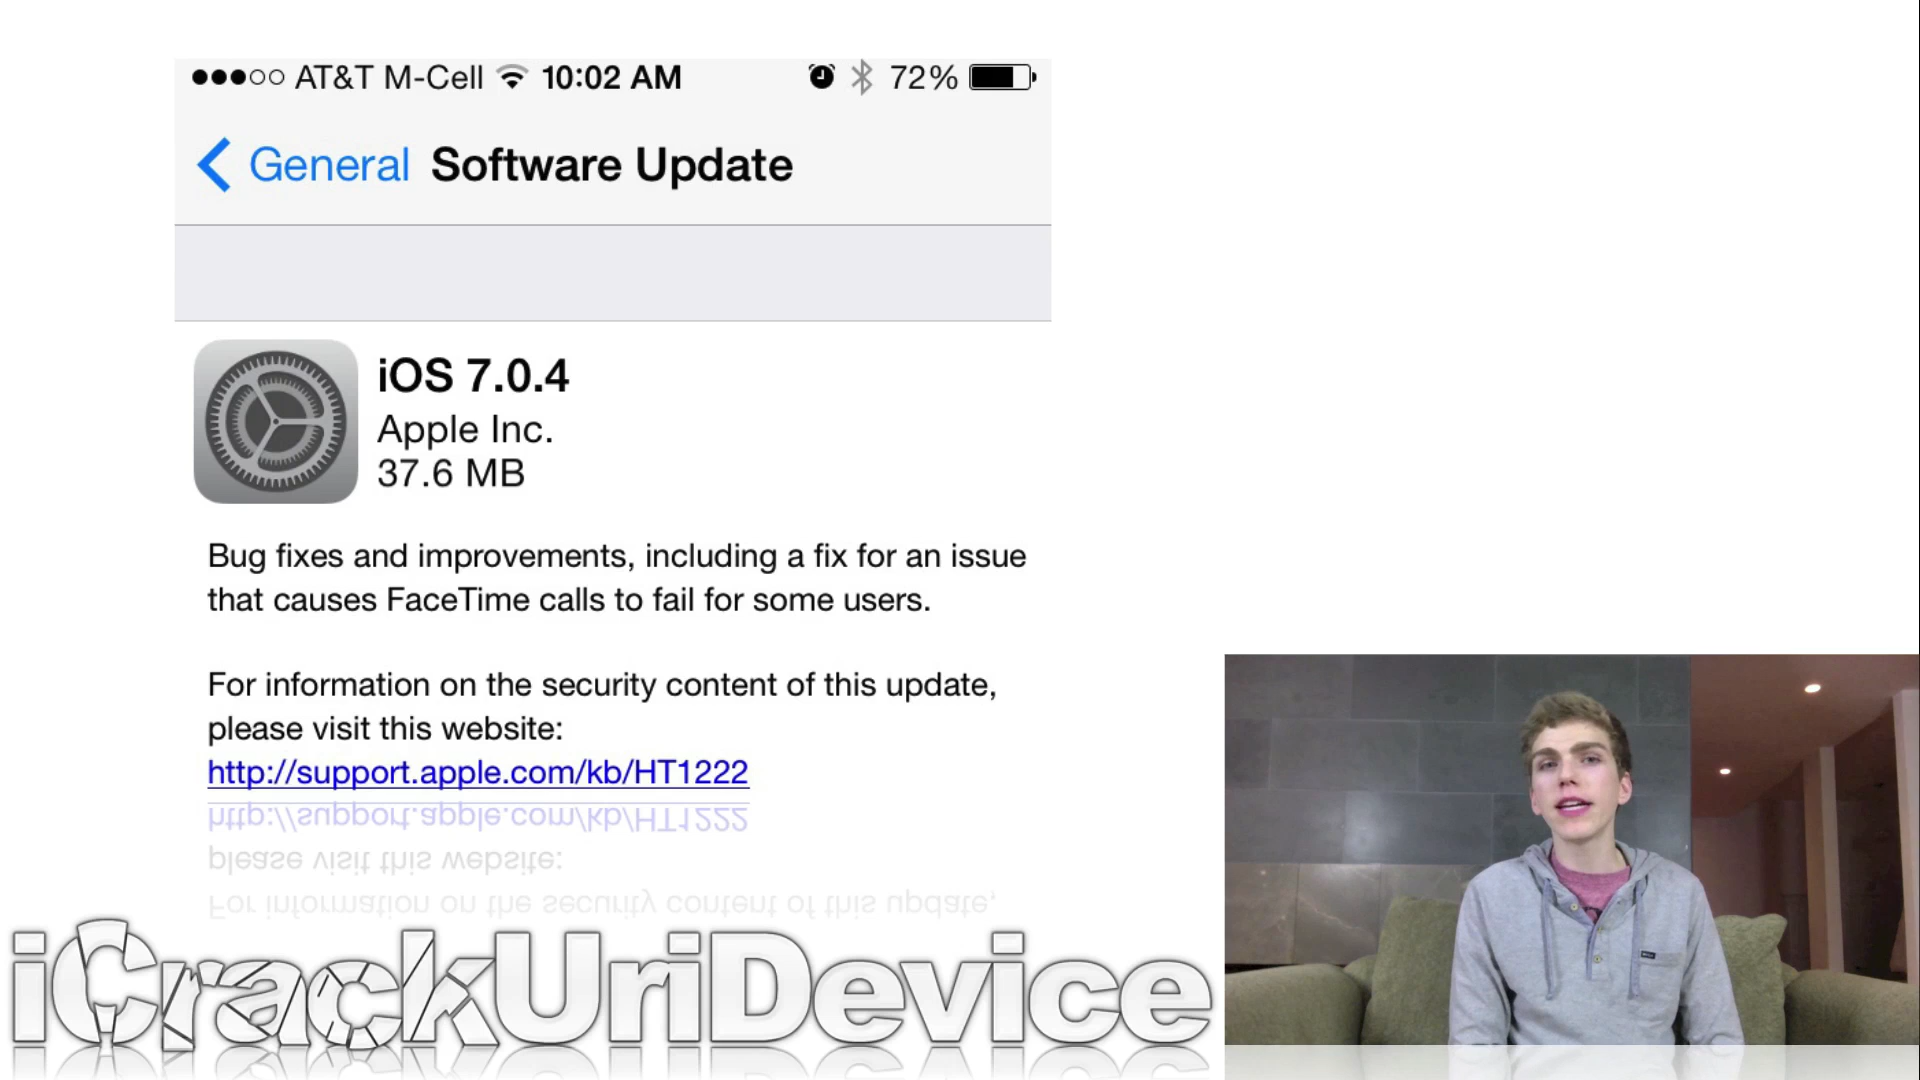 AT&T M-Cell 10:02 AM 72%
General Software Update
iOS 7.0.4
Apple Inc.
37.6 MB
Bug fixes and improvements, including a fix for an issue
that causes FaceTime calls to fail for some users.
For information on the security content of this update,
please visit this website:
http://support.apple.com/kb/HT1222
iCrackUriDevice